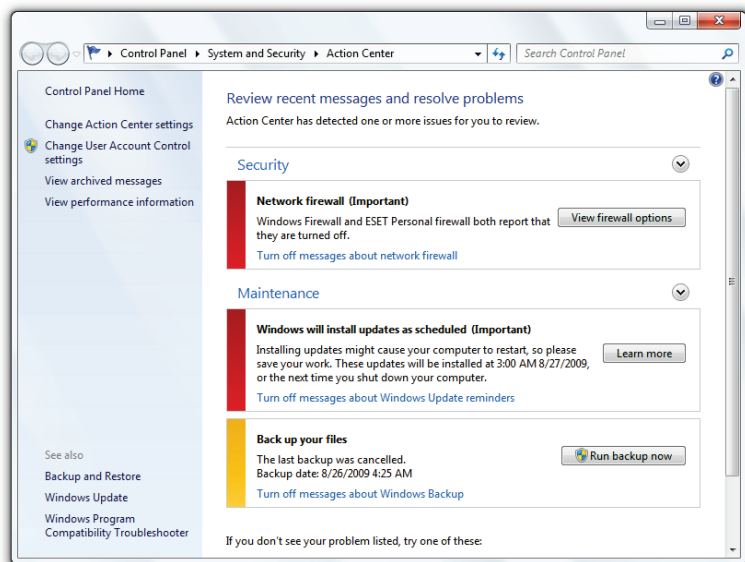 Control Panel ▸ System and Security ▸ Action Center
Search Control Panel
Control Panel Home
Change Action Center settings
Change User Account Control
settings
View archived messages
View performance information
See also
Backup and Restore
Windows Update
Windows Program
Compatibility Troubleshooter
Review recent messages and resolve problems
Action Center has detected one or more issues for you to review.
Security
Network firewall (Important)
Windows Firewall and ESET Personal firewall both report that
they are turned off.
View firewall options
Turn off messages about network firewall
Maintenance
Windows will install updates as scheduled (Important)
Installing updates might cause your computer to restart, so please
save your work. These updates will be installed at 3:00 AM 8/27/2009,
or the next time you shut down your computer.
Learn more
Turn off messages about Windows Update reminders
Back up your files
The last backup was cancelled.
Backup date: 8/26/2009 4:25 AM
Run backup now
Turn off messages about Windows Backup
If you don't see your problem listed, try one of these: